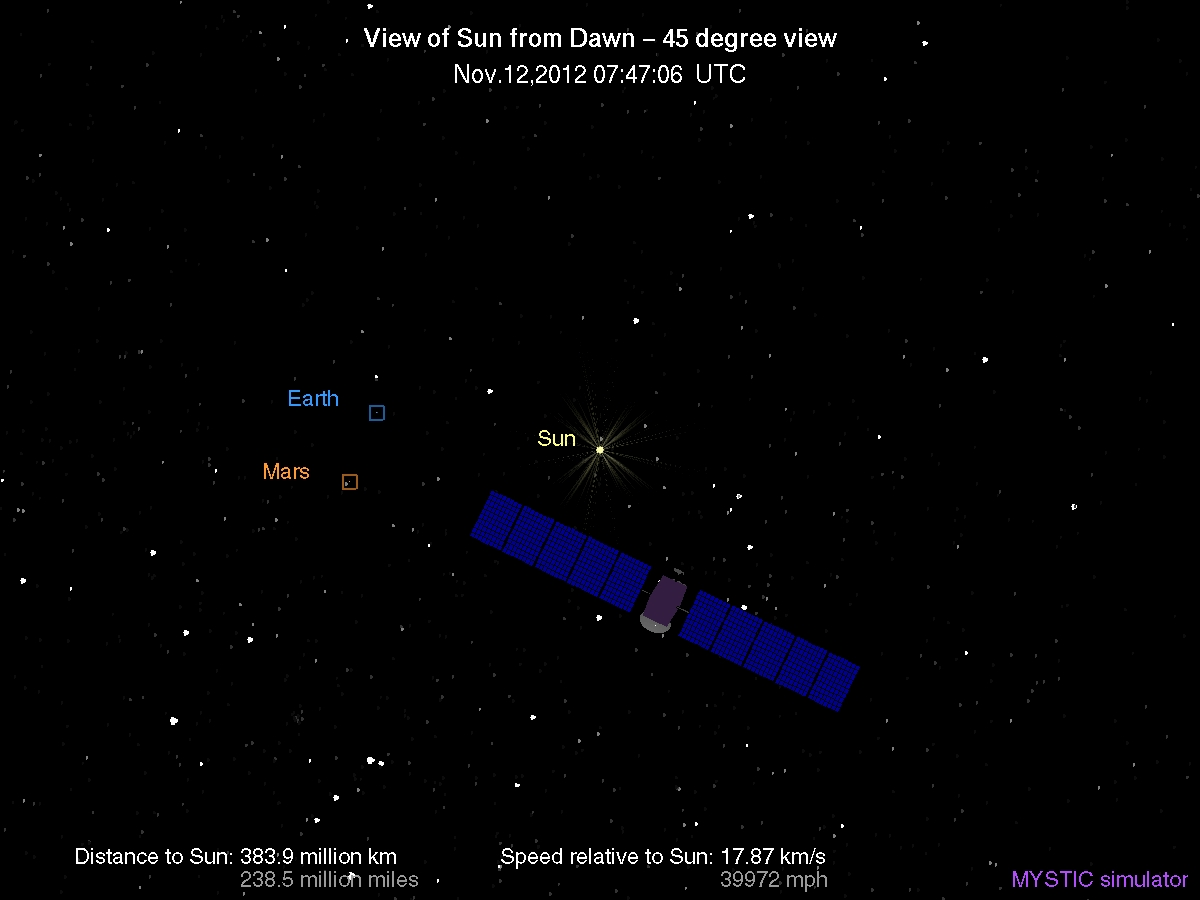 View of Sun from Dawn – 45 degree view
Nov.12,2012 07:47:06 UTC
Earth
Sun
Mars
Distance to Sun: 383.9 million km
238.5 million miles
Speed relative to Sun: 17.87 km/s
39972 mph
MYSTIC simulator